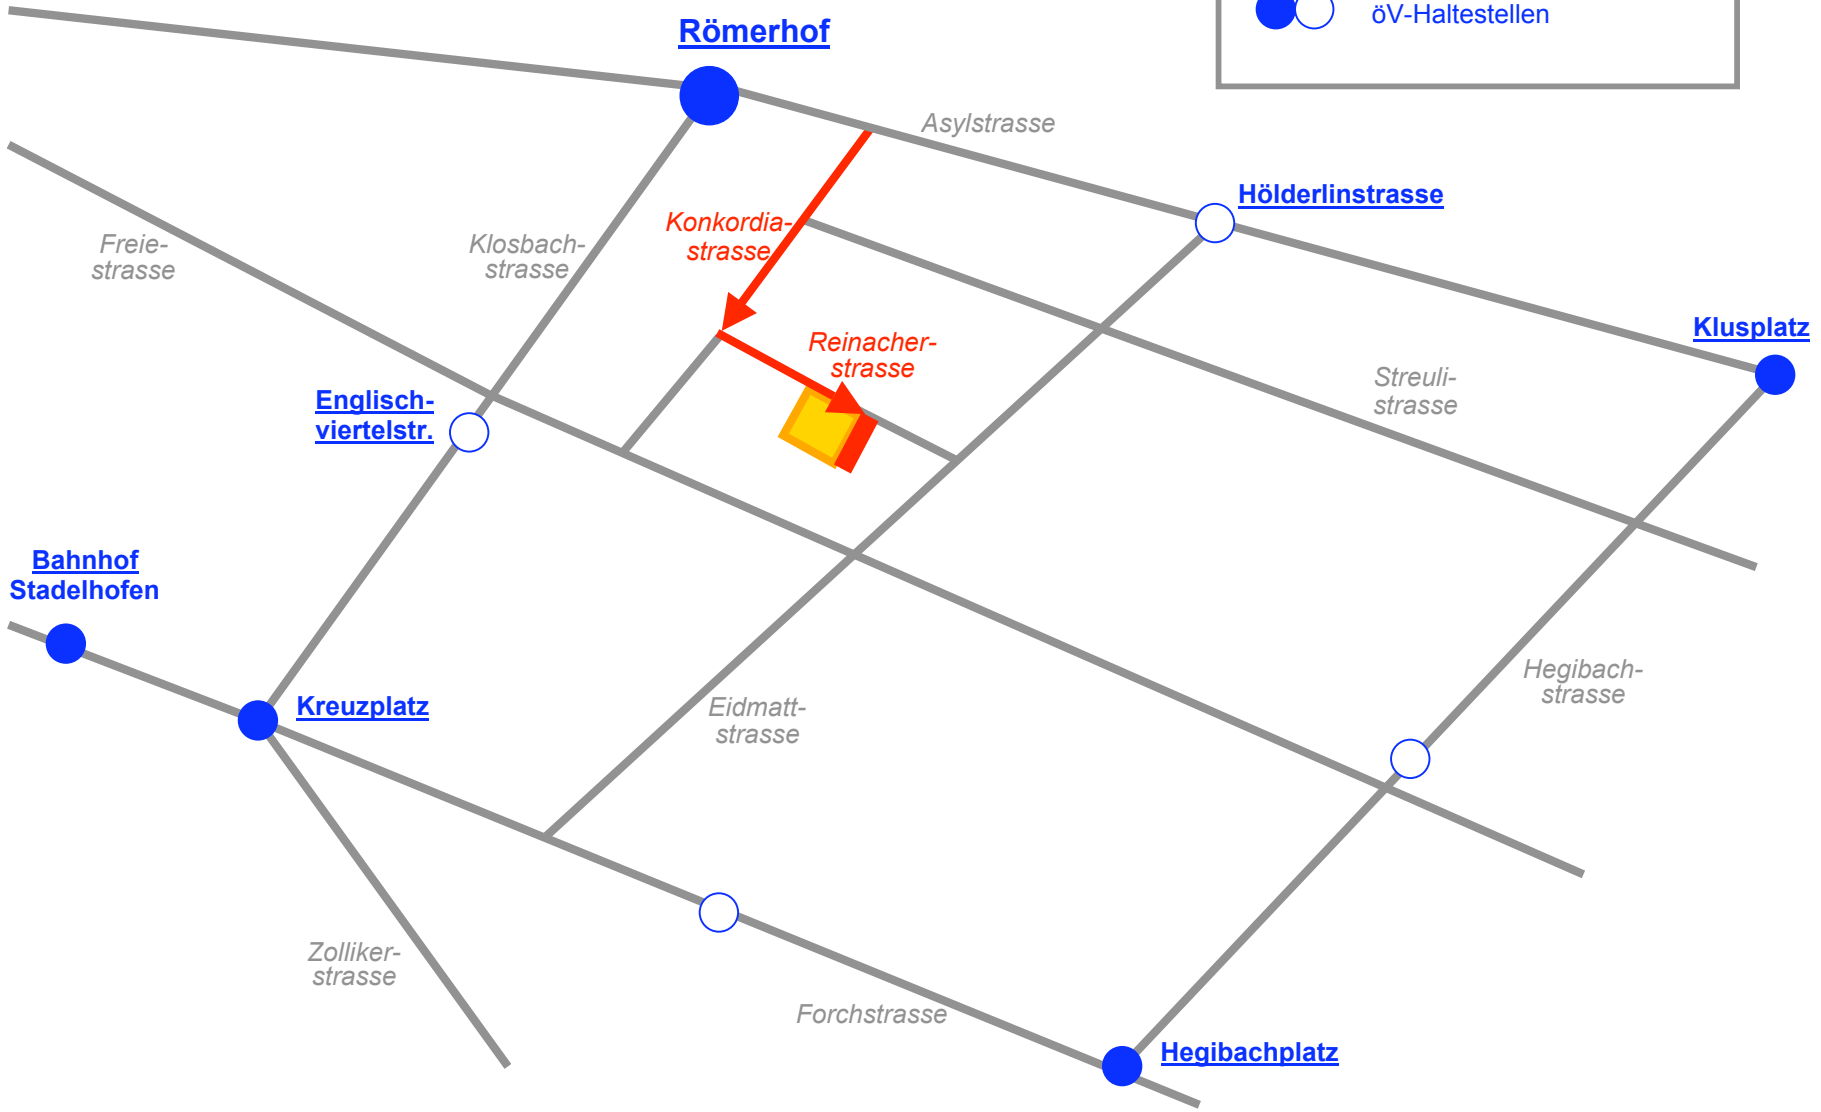 öV-Haltestellen
Römerhof
Asylstrasse
Hölderlinstrasse
Konkordia-
strasse
Freie-
strasse
Klosbach-
strasse
Klusplatz
Reinacher-
strasse
Streuli-
strasse
Englisch-
viertelstr.
Bahnhof
Stadelhofen
Hegibach-
strasse
Kreuzplatz
Eidmatt-
strasse
Zolliker-
strasse
Forchstrasse
Hegibachplatz